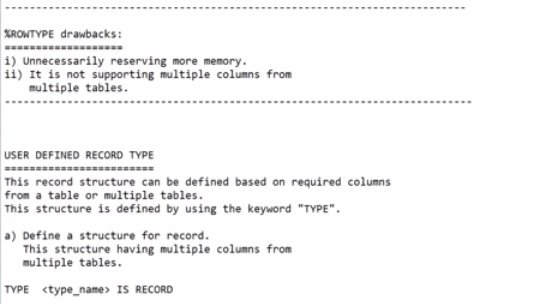 ---------------------------------------------------------------------------
%ROWTYPE drawbacks:
===================
i) Unnecessarily reserving more memory.
ii) It is not supporting multiple columns from
multiple tables.
----------------------------------------------------------------------------
USER DEFINED RECORD TYPE
========================
This record structure can be defined based on required columns
from a table or multiple tables.
This structure is defined by using the keyword "TYPE".
a) Define a structure for record.
This structure having multiple columns from
multiple tables.
TYPE <type_name> IS RECORD